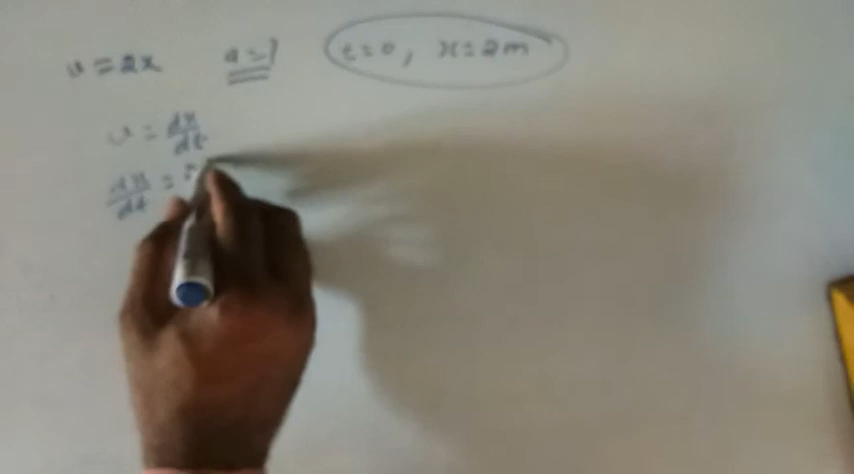 v = 2x a = ? t = 0, x = 2m
v = dx/dt
dx/dt =